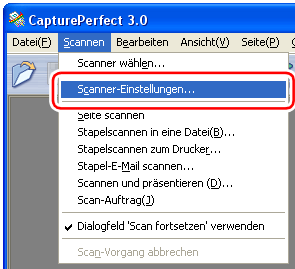 CapturePerfect 3.0
Datei(F) Scannen Bearbeiten Ansicht(V) Seite(P)
Scanner wählen...
Scanner-Einstellungen...
Seite scannen
Stapelscannen in eine Datei(B)...
Stapelscannen zum Drucker...
Stapel-E-Mail scannen...
Scannen und präsentieren (D)...
Scan-Auftrag(J)
Dialogfeld 'Scan fortsetzen' verwenden
Scan-Vorgang abbrechen